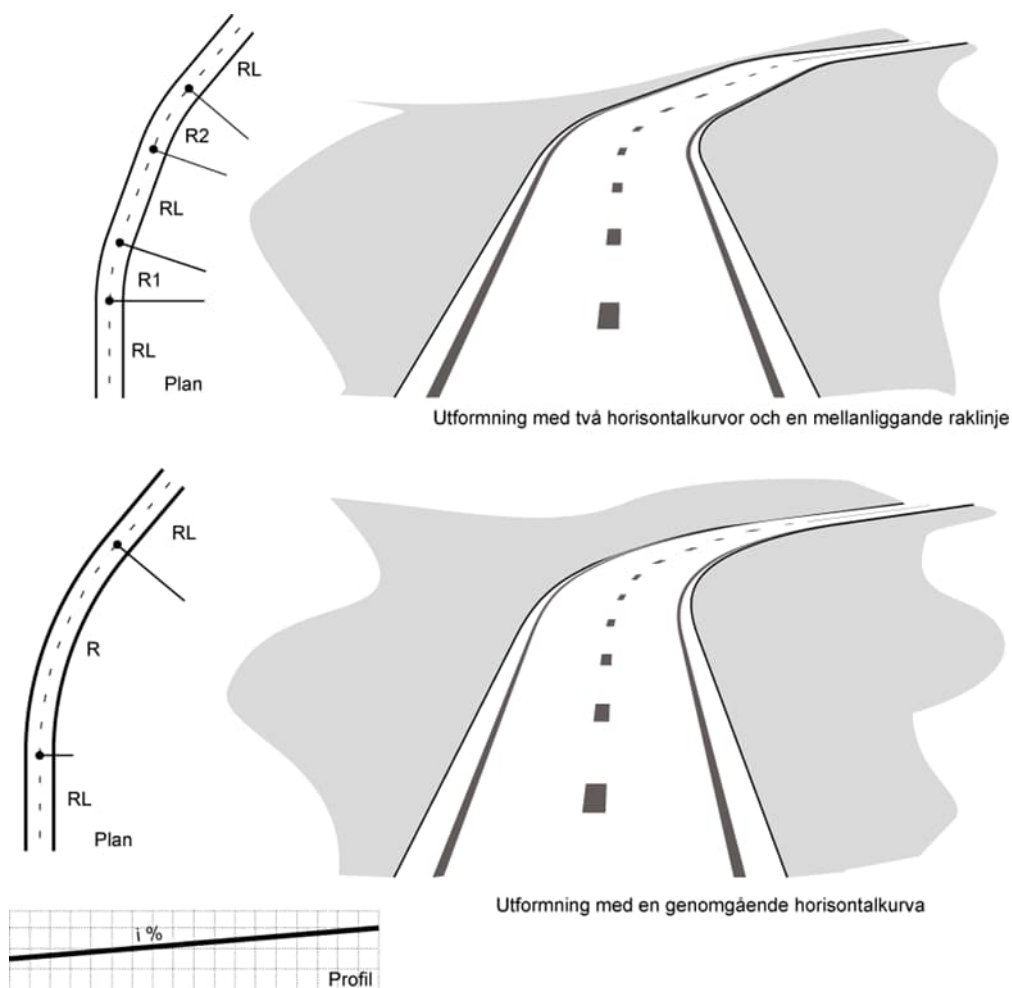 RL
R2
RL
R1
RL
Plan
Utformning med två horisontalkurvor och en mellanliggande raklinje
RL
R
RL
Plan
Utformning med en genomgående horisontalkurva
i %
Profil